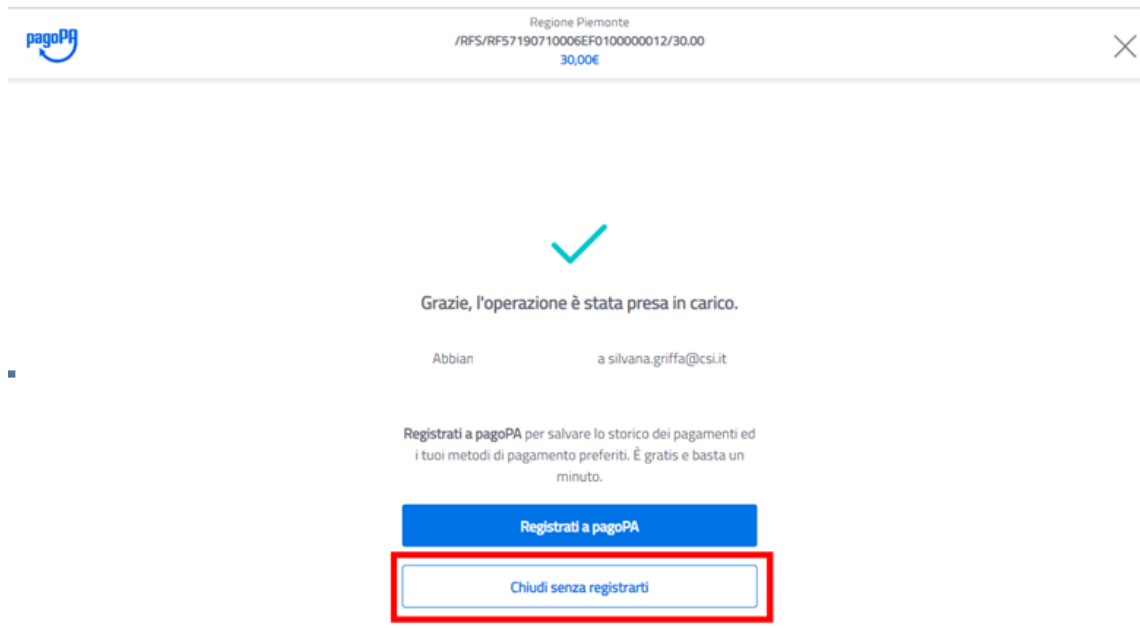 pagoPA
Regione Piemonte
/RFS/RF57190710006EF0100000012/30.00
30,00€
Grazie, l'operazione è stata presa in carico.
Abbian a silvana.griffa@csi.it
Registrati a pagoPA per salvare lo storico dei pagamenti ed
i tuoi metodi di pagamento preferiti. È gratis e basta un
minuto.
Registrati a pagoPA
Chiudi senza registrarti